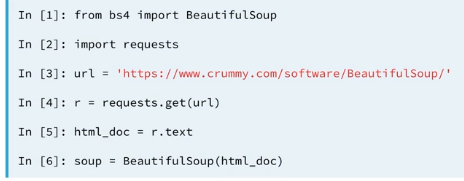 In [1]: from bs4 import BeautifulSoup
In [2]: import requests
In [3]: url = 'https://www.crummy.com/software/BeautifulSoup/'
In [4]: r = requests.get(url)
In [5]: html_doc = r.text
In [6]: soup = BeautifulSoup(html_doc)